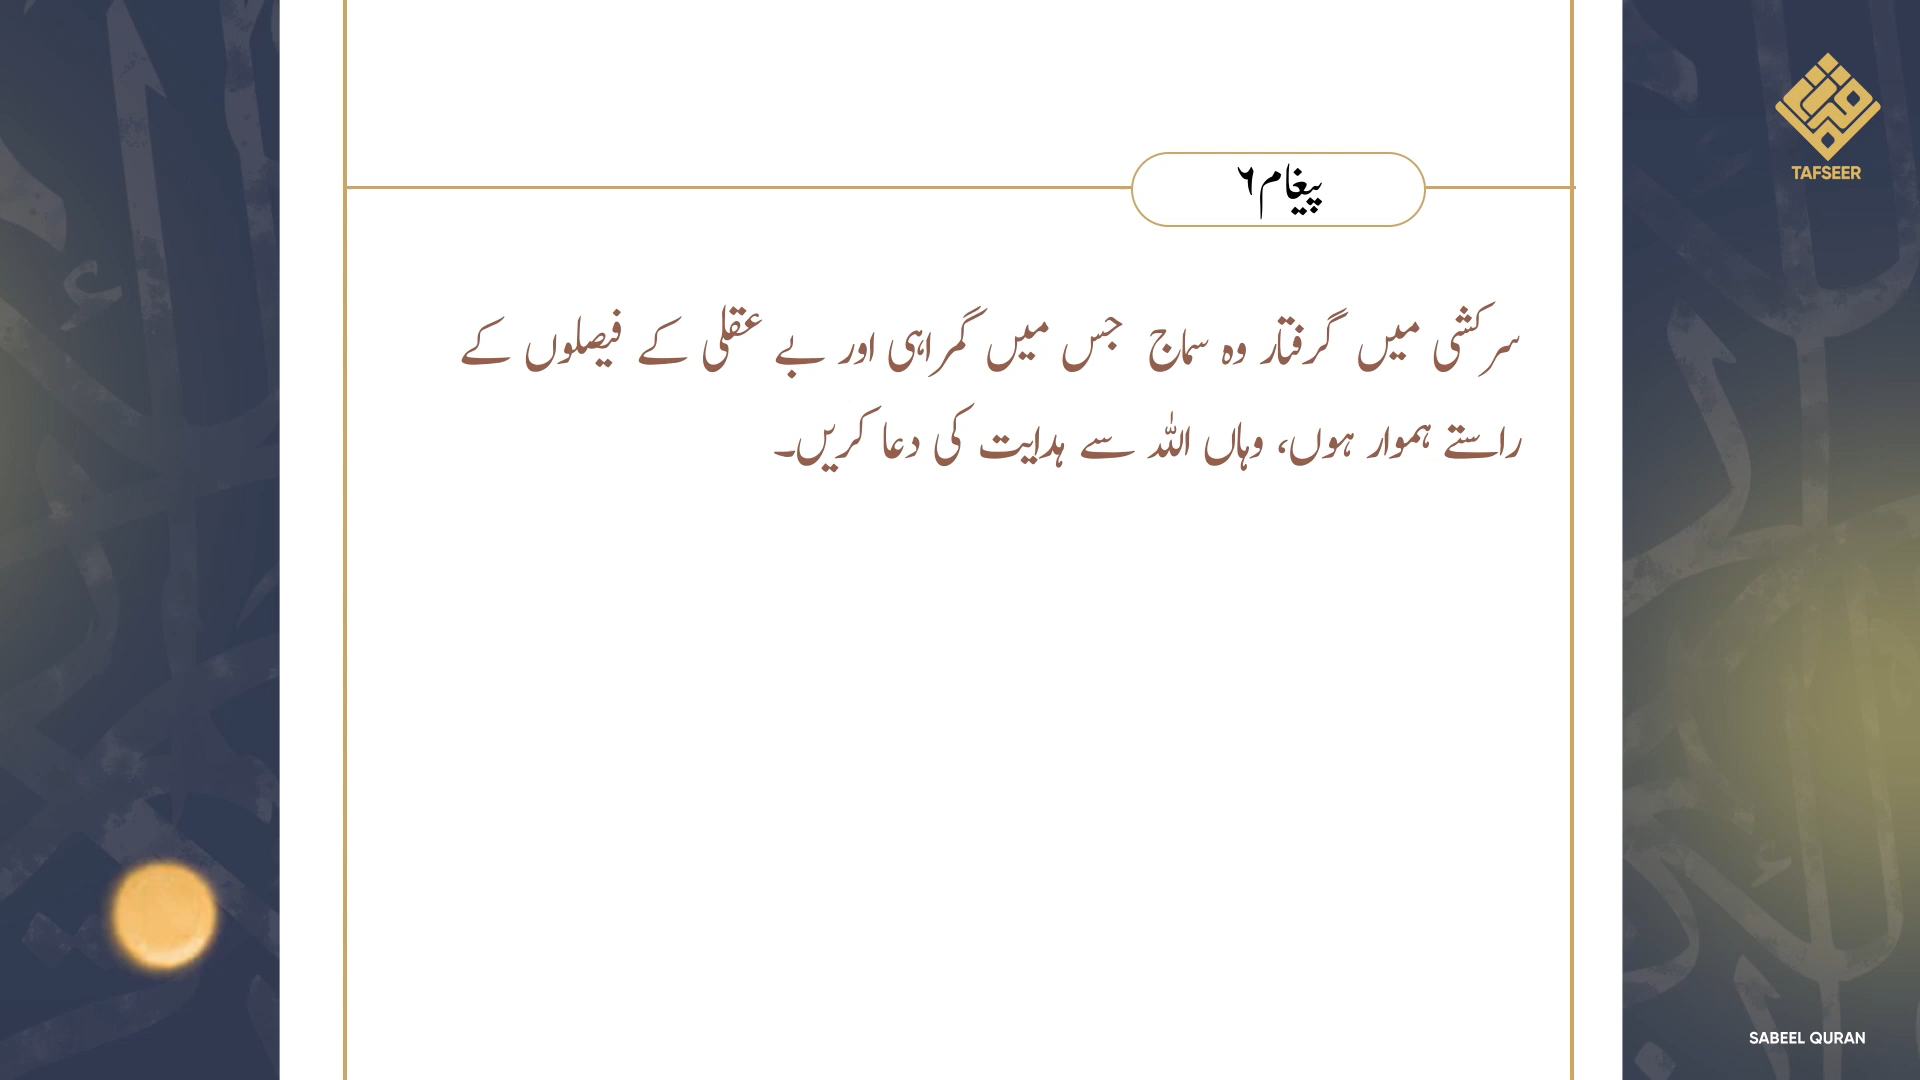 پیغام ۶
سرکشی میں گرفتار وہ سماج جس میں گمراہی اور بے عقلی کے فیصلوں کے
راستے ہموار ہوں، وہاں اللہ سے ہدایت کی دعا کریں۔
TAFSEER
SABEEL QURAN